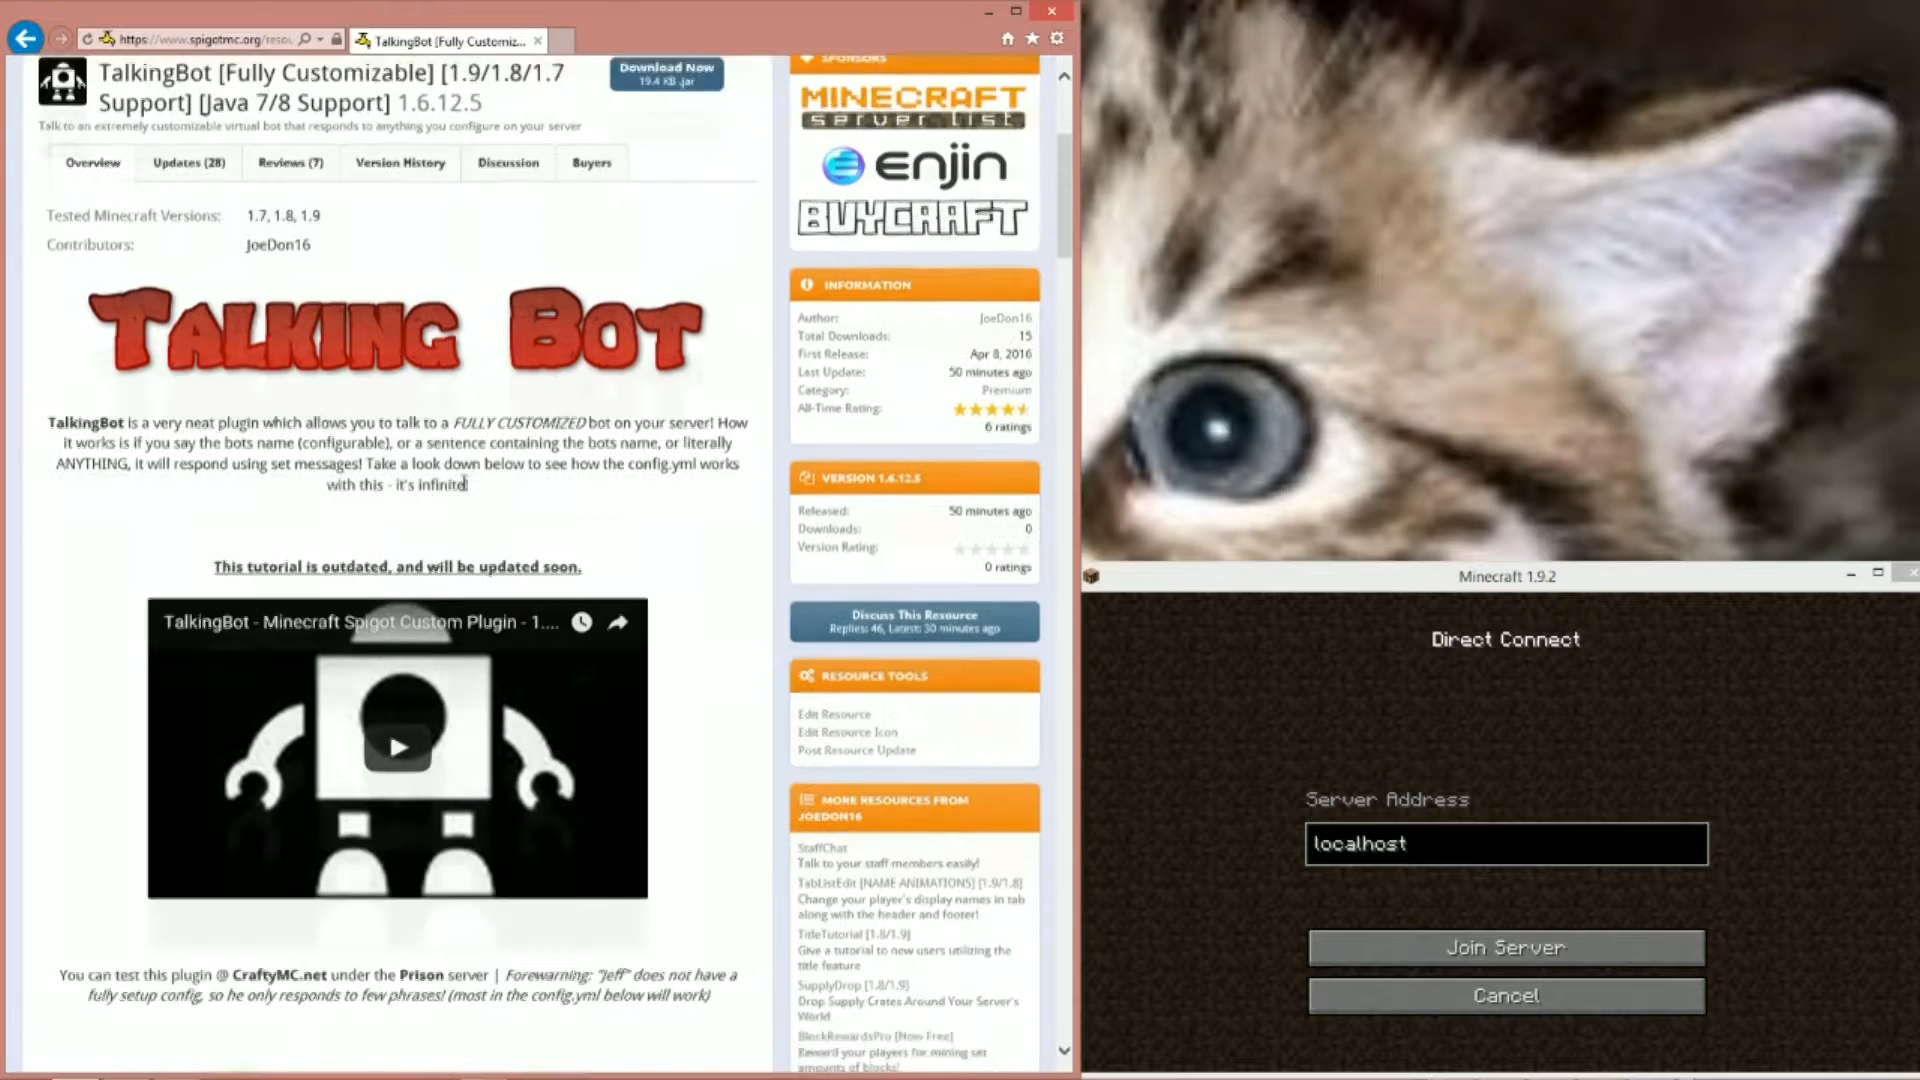 https://www.spigotmc.org/resou
TalkingBot [Fully Customiz...
TalkingBot [Fully Customizable] [1.9/1.8/1.7
Support] [Java 7/8 Support] 1.6.12.5
Talk to an extremely customizable virtual bot that responds to anything you configure on your server
Download Now
19.4 KB .jar
Overview
Updates (28)
Reviews (7)
Version History
Discussion
Buyers
Tested Minecraft Versions: 1.7, 1.8, 1.9
Contributors: JoeDon16
TALKING BOT
TalkingBot is a very neat plugin which allows you to talk to a FULLY CUSTOMIZED bot on your server! How
it works is if you say the bots name (configurable), or a sentence containing the bots name, or literally
ANYTHING, it will respond using set messages! Take a look down below to see how the config.yml works
with this - it's infinite!
This tutorial is outdated, and will be updated soon.
TalkingBot - Minecraft Spigot Custom Plugin - 1....
You can test this plugin @ CraftyMC.net under the Prison server | Forewarning: "Jeff" does not have a
fully setup config, so he only responds to few phrases! (most in the config.yml below will work)
SPONSORS
MINECRAFT
server list
enjin
BUYCRAFT
INFORMATION
Author: JoeDon16
Total Downloads: 15
First Release: Apr 8, 2016
Last Update: 50 minutes ago
Category: Premium
All-Time Rating:
6 ratings
VERSION 1.6.12.5
Released: 50 minutes ago
Downloads: 0
Version Rating:
0 ratings
Discuss This Resource
Replies: 46, Latest: 30 minutes ago
RESOURCE TOOLS
Edit Resource
Edit Resource Icon
Post Resource Update
MORE RESOURCES FROM
JOEDON16
StaffChat
Talk to your staff members easily!
TabListEdit [NAME ANIMATIONS] [1.9/1.8]
Change your player's display names in tab
along with the header and footer!
TitleTutorial [1.8/1.9]
Give a tutorial to new users utilizing the
title feature
SupplyDrop [1.8/1.9]
Drop Supply Crates Around Your Server's
World
BlockRewardsPro [Now Free]
Reward your players for mining set
amounts of blocks!
Minecraft 1.9.2
Direct Connect
Server Address
localhost
Join Server
Cancel